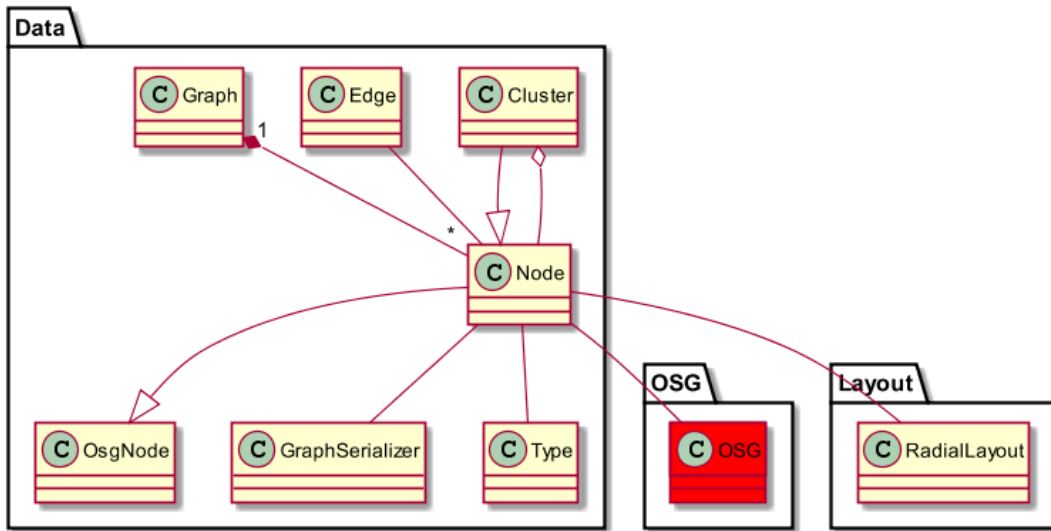 Data
C Graph
C Edge
C Cluster
1
*
C Node
OSG
Layout
C OsgNode
C GraphSerializer
C Type
C OSG
C RadialLayout